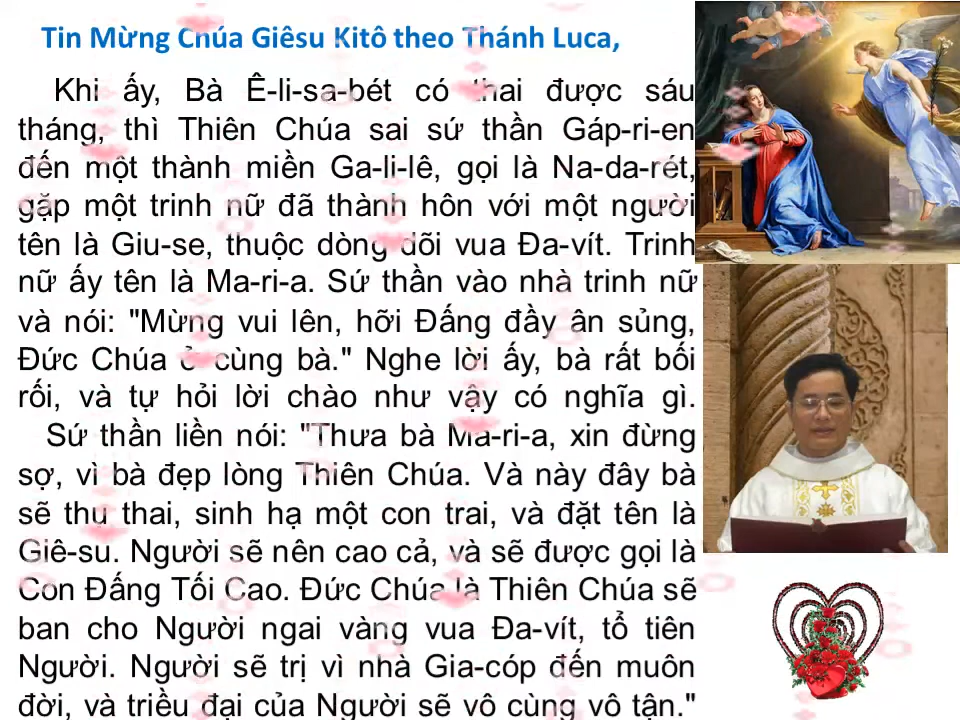 Tin Mừng Chúa Giêsu Kitô theo Thánh Luca,
Khi ấy, Bà Ê-li-sa-bét có thai được sáu
tháng, thì Thiên Chúa sai sứ thần Gáp-ri-en
đến một thành miền Ga-li-lê, gọi là Na-da-rét,
gặp một trinh nữ đã thành hôn với một người
tên là Giu-se, thuộc dòng dõi vua Đa-vít. Trinh
nữ ấy tên là Ma-ri-a. Sứ thần vào nhà trinh nữ
và nói: "Mừng vui lên, hỡi Đấng đầy ân sủng,
Đức Chúa ở cùng bà." Nghe lời ấy, bà rất bối
rối, và tự hỏi lời chào như vậy có nghĩa gì.
Sứ thần liền nói: "Thưa bà Ma-ri-a, xin đừng
sợ, vì bà đẹp lòng Thiên Chúa. Và này đây bà
sẽ thụ thai, sinh hạ một con trai, và đặt tên là
Giê-su. Người sẽ nên cao cả, và sẽ được gọi là
Con Đấng Tối Cao. Đức Chúa là Thiên Chúa sẽ
ban cho Người ngai vàng vua Đa-vít, tổ tiên
Người. Người sẽ trị vì nhà Gia-cóp đến muôn
đời, và triều đại của Người sẽ vô cùng vô tận."